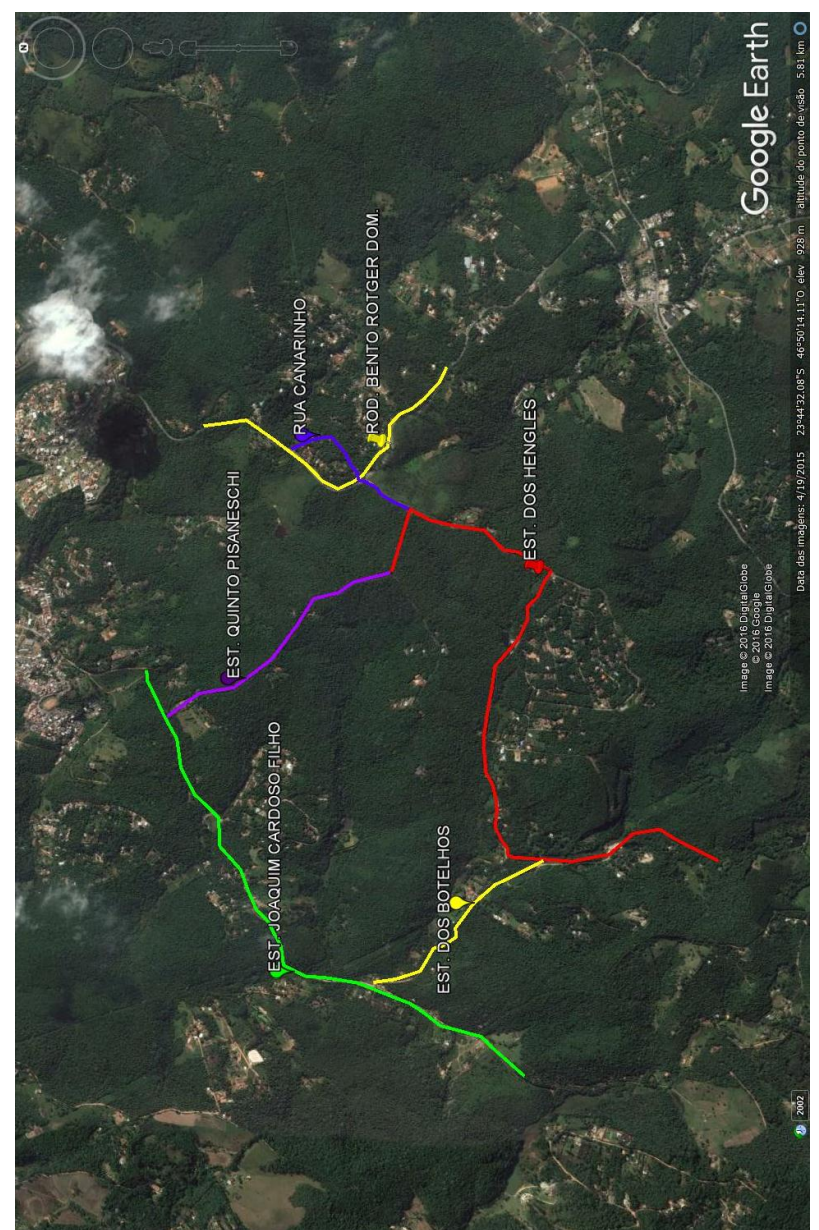 EST. JOAQUIM CARDOSO FILHO
EST. QUINTO PISANESCHI
RUA CANARINHO
ROD. BENTO ROTGER DOM.
EST. DOS BOTELHOS
EST. DOS HENGLES
N
Image © 2016 DigitalGlobe
© 2016 Google
Image © 2016 DigitalGlobe
Google Earth
2002
Data das imagens: 4/19/2015 23°44'32.08"S 46°50'14.11"O elev 928 m altitude do ponto de visão 5.81 km